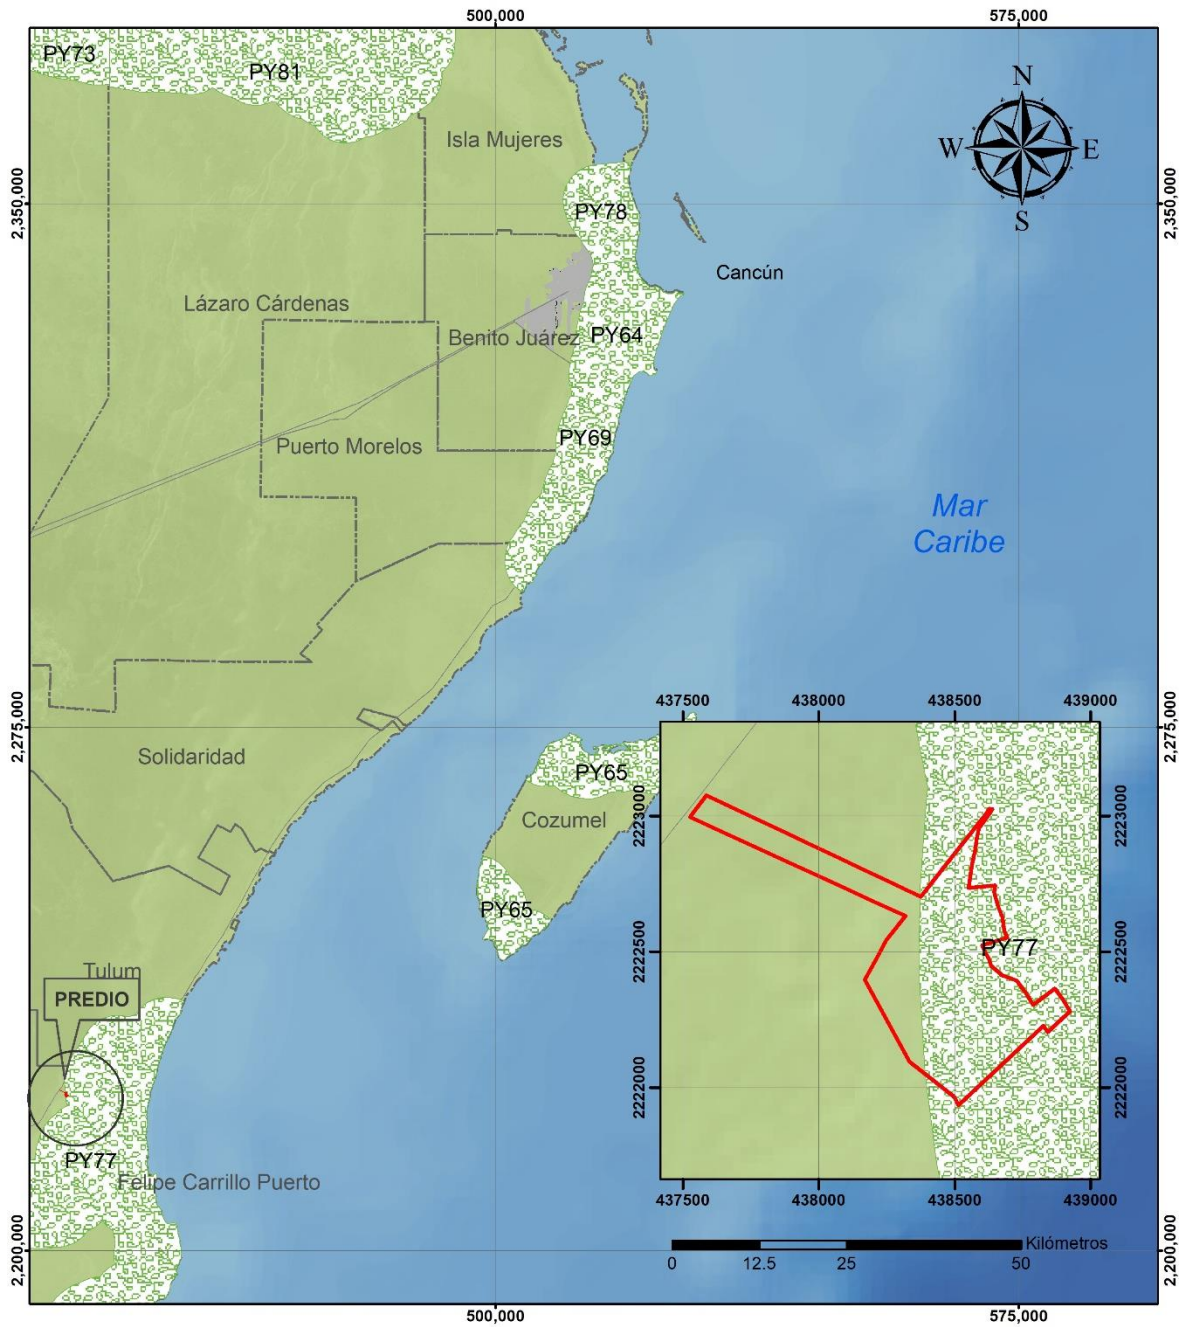 500,000
575,000
PY73
PY81
N
W
E
S
Isla Mujeres
2,350,000
PY78
2,350,000
Cancún
Lázaro Cárdenas
Benito Juárez
PY64
Puerto Morelos
PY69
Mar
Caribe
437500
438000
438500
439000
2,275,000
2,275,000
Solidaridad
PY65
Cozumel
2223000
2223000
PY65
PY77
2222500
2222500
Tulum
PREDIO
2222000
2222000
PY77
Felipe Carrillo Puerto
437500
438000
438500
439000
Kilómetros
0
12.5
25
50
2,200,000
2,200,000
500,000
575,000